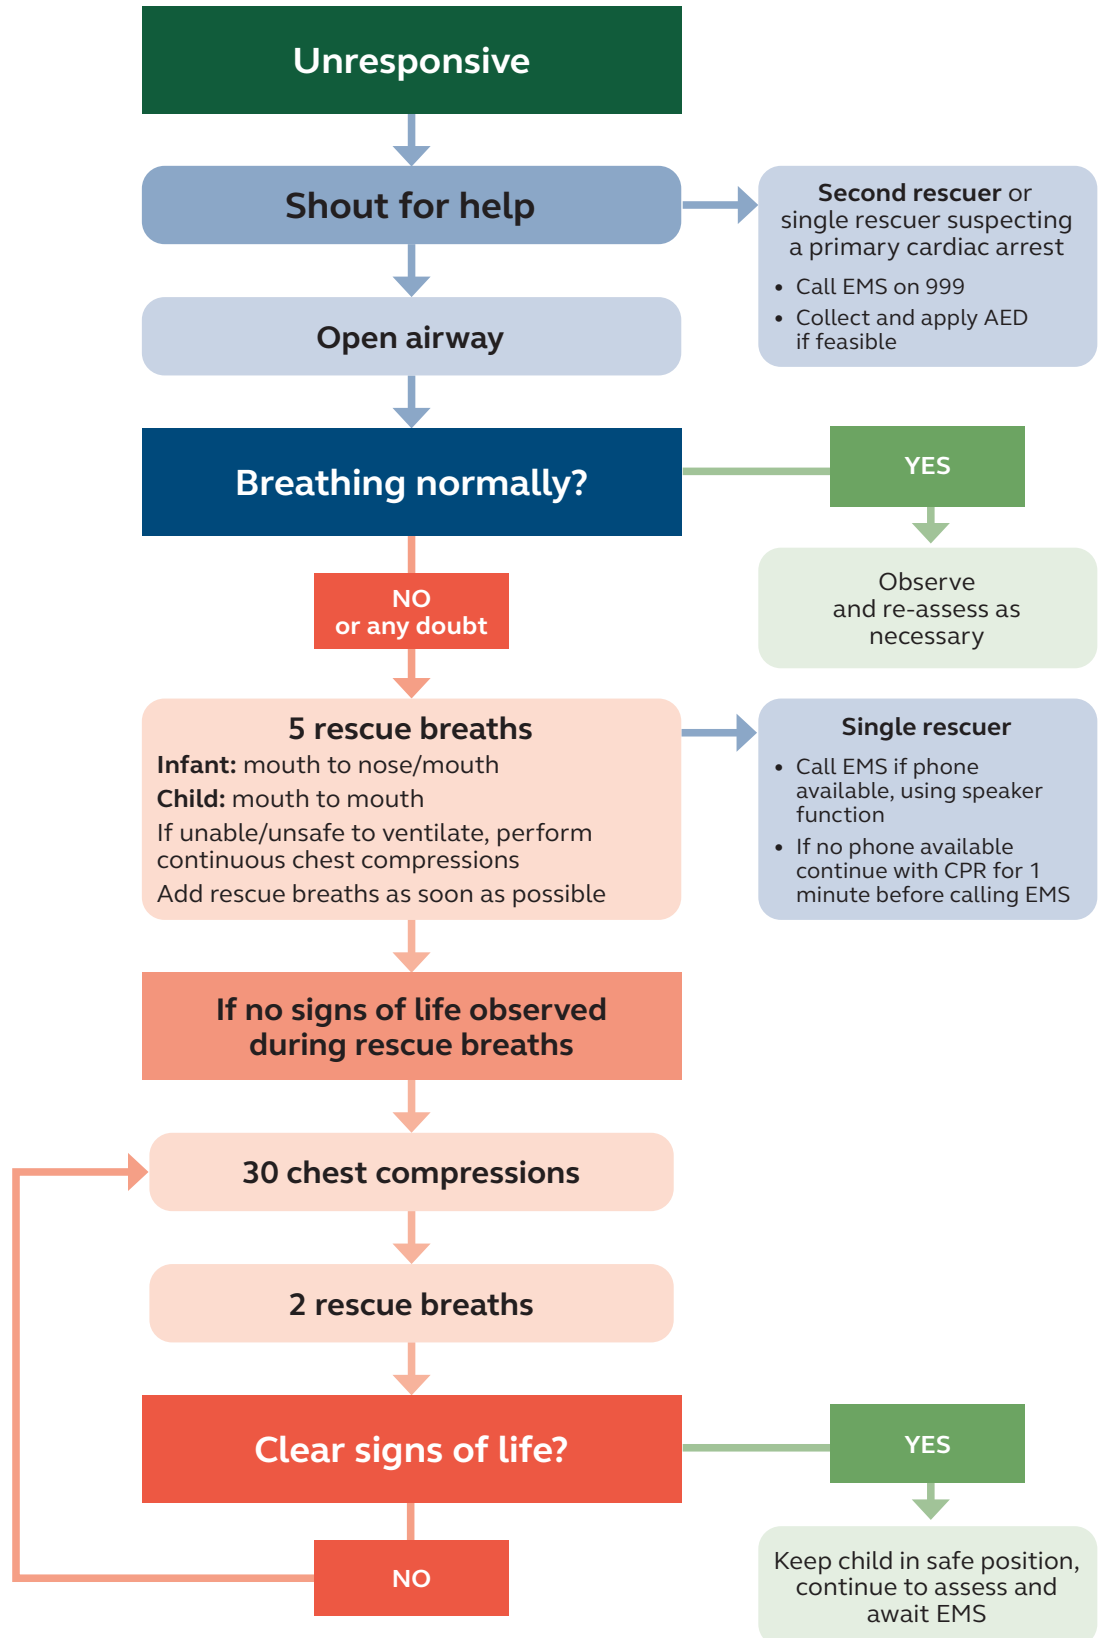 Unresponsive
Shout for help
Second rescuer or
single rescuer suspecting
a primary cardiac arrest
• Call EMS on 999
• Collect and apply AED
if feasible
Open airway
Breathing normally?
YES
Observe
and re-assess as
necessary
NO
or any doubt
5 rescue breaths
Infant: mouth to nose/mouth
Child: mouth to mouth
If unable/unsafe to ventilate, perform
continuous chest compressions
Add rescue breaths as soon as possible
Single rescuer
• Call EMS if phone
available, using speaker
function
• If no phone available
continue with CPR for 1
minute before calling EMS
If no signs of life observed
during rescue breaths
30 chest compressions
2 rescue breaths
Clear signs of life?
YES
Keep child in safe position,
continue to assess and
await EMS
NO